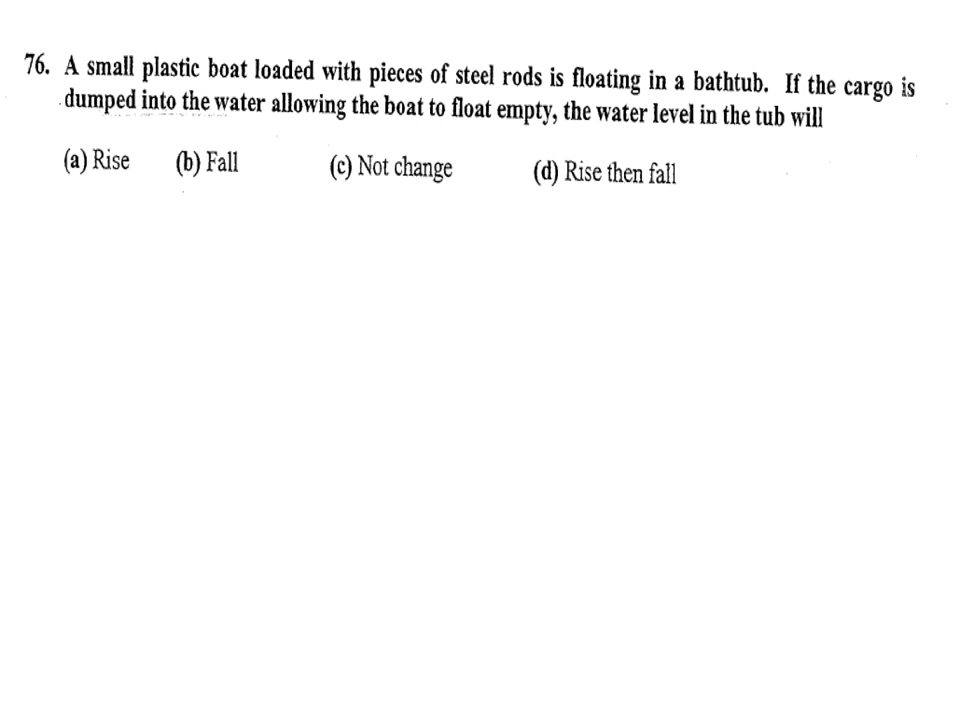 76. A small plastic boat loaded with pieces of steel rods is floating in a bathtub. If the cargo is
dumped into the water allowing the boat to float empty, the water level in the tub will
(a) Rise (b) Fall (c) Not change (d) Rise then fall